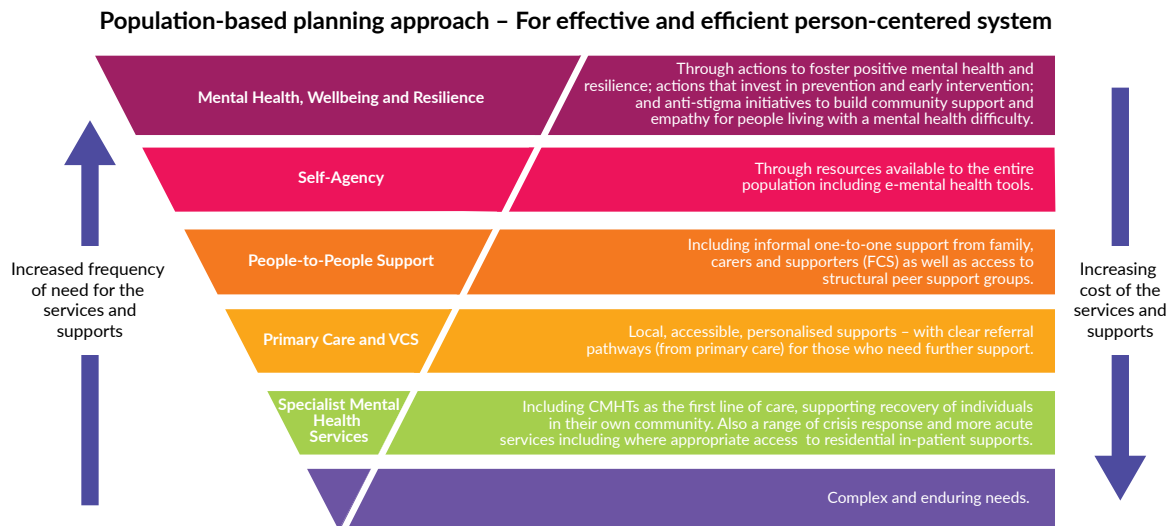 Population-based planning approach – For effective and efficient person-centered system
Mental Health, Wellbeing and Resilience
Through actions to foster positive mental health and
resilience; actions that invest in prevention and early intervention;
and anti-stigma initiatives to build community support and
empathy for people living with a mental health difficulty.
Self-Agency
Through resources available to the entire
population including e-mental health tools.
People-to-People Support
Including informal one-to-one support from family,
carers and supporters (FCS) as well as access to
structural peer support groups.
Primary Care and VCS
Local, accessible, personalised supports – with clear referral
pathways (from primary care) for those who need further support.
Specialist Mental
Health
Services
Including CMHTs as the first line of care, supporting recovery of individuals
in their own community. Also a range of crisis response and more acute
services including where appropriate access to residential in-patient supports.
Complex and enduring needs.
Increased frequency
of need for the
services and
supports
Increasing
cost of the
services and
supports